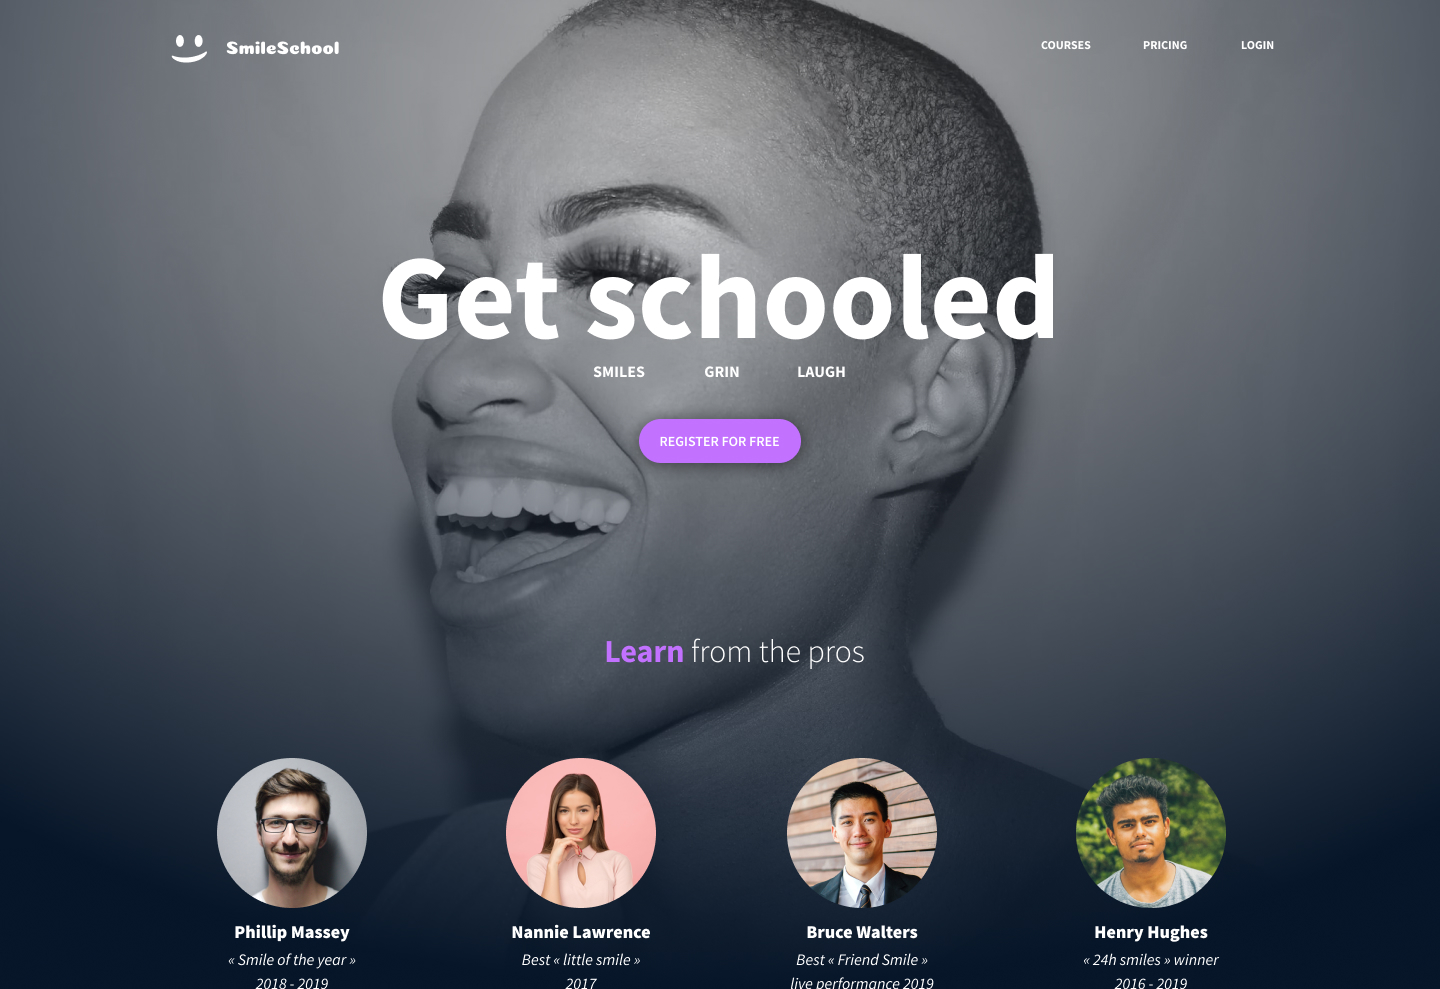 SmileSchool
COURSES PRICING LOGIN
Get schooled
SMILES GRIN LAUGH
REGISTER FOR FREE
Learn from the pros
Phillip Massey Nannie Lawrence Bruce Walters Henry Hughes
« Smile of the year » Best « little smile » Best « Friend Smile » « 24h smiles » winner
2018 - 2019 2017 live performance 2019 2016 - 2019